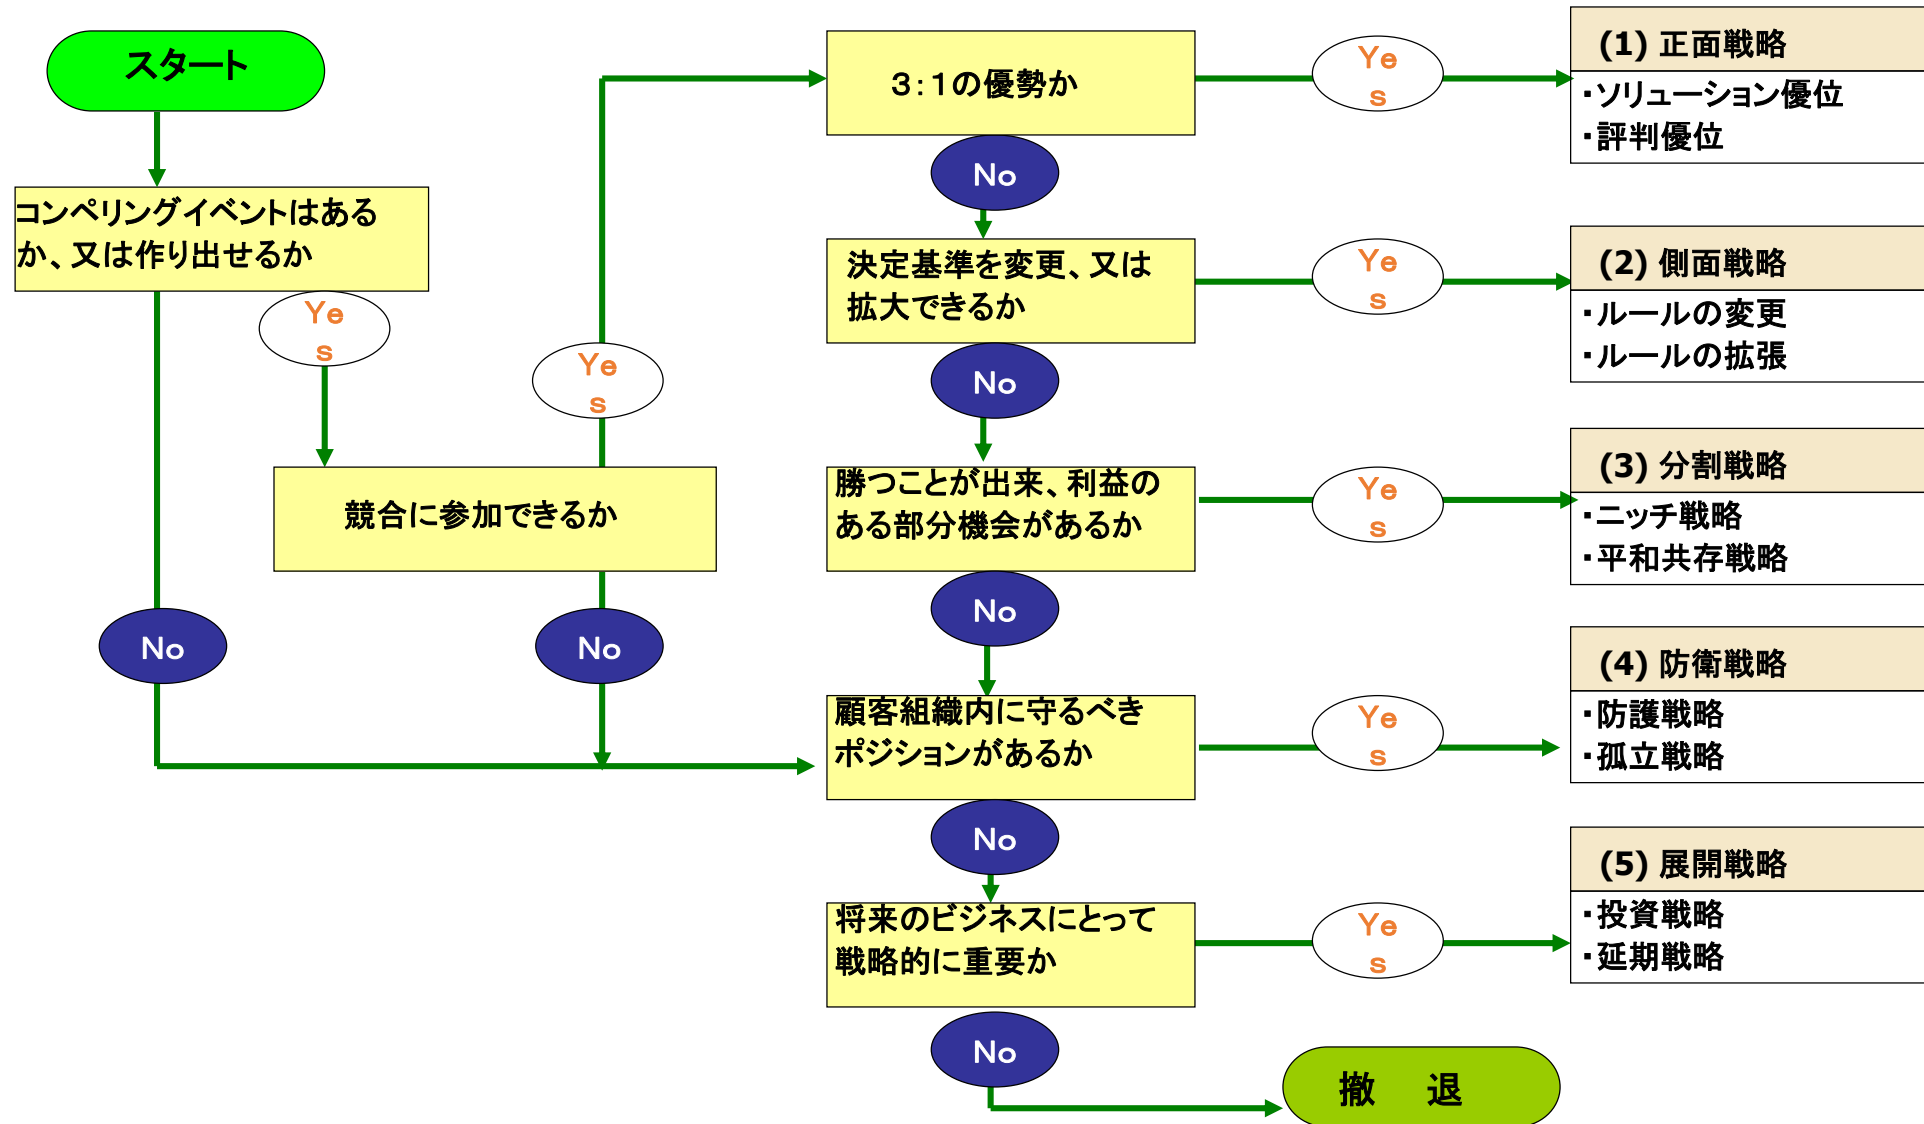 スタート
コンペリングイベントはある
か、又は作り出せるか
Ye
s
No
競合に参加できるか
Ye
s
No
3:1の優勢か
Ye
s
No
(1) 正面戦略
・ソリューション優位
・評判優位
決定基準を変更、又は
拡大できるか
Ye
s
No
(2) 側面戦略
・ルールの変更
・ルールの拡張
勝つことが出来、利益の
ある部分機会があるか
Ye
s
No
(3) 分割戦略
・ニッチ戦略
・平和共存戦略
顧客組織内に守るべき
ポジションがあるか
Ye
s
No
(4) 防衛戦略
・防護戦略
・孤立戦略
将来のビジネスにとって
戦略的に重要か
Ye
s
No
(5) 展開戦略
・投資戦略
・延期戦略
撤　退